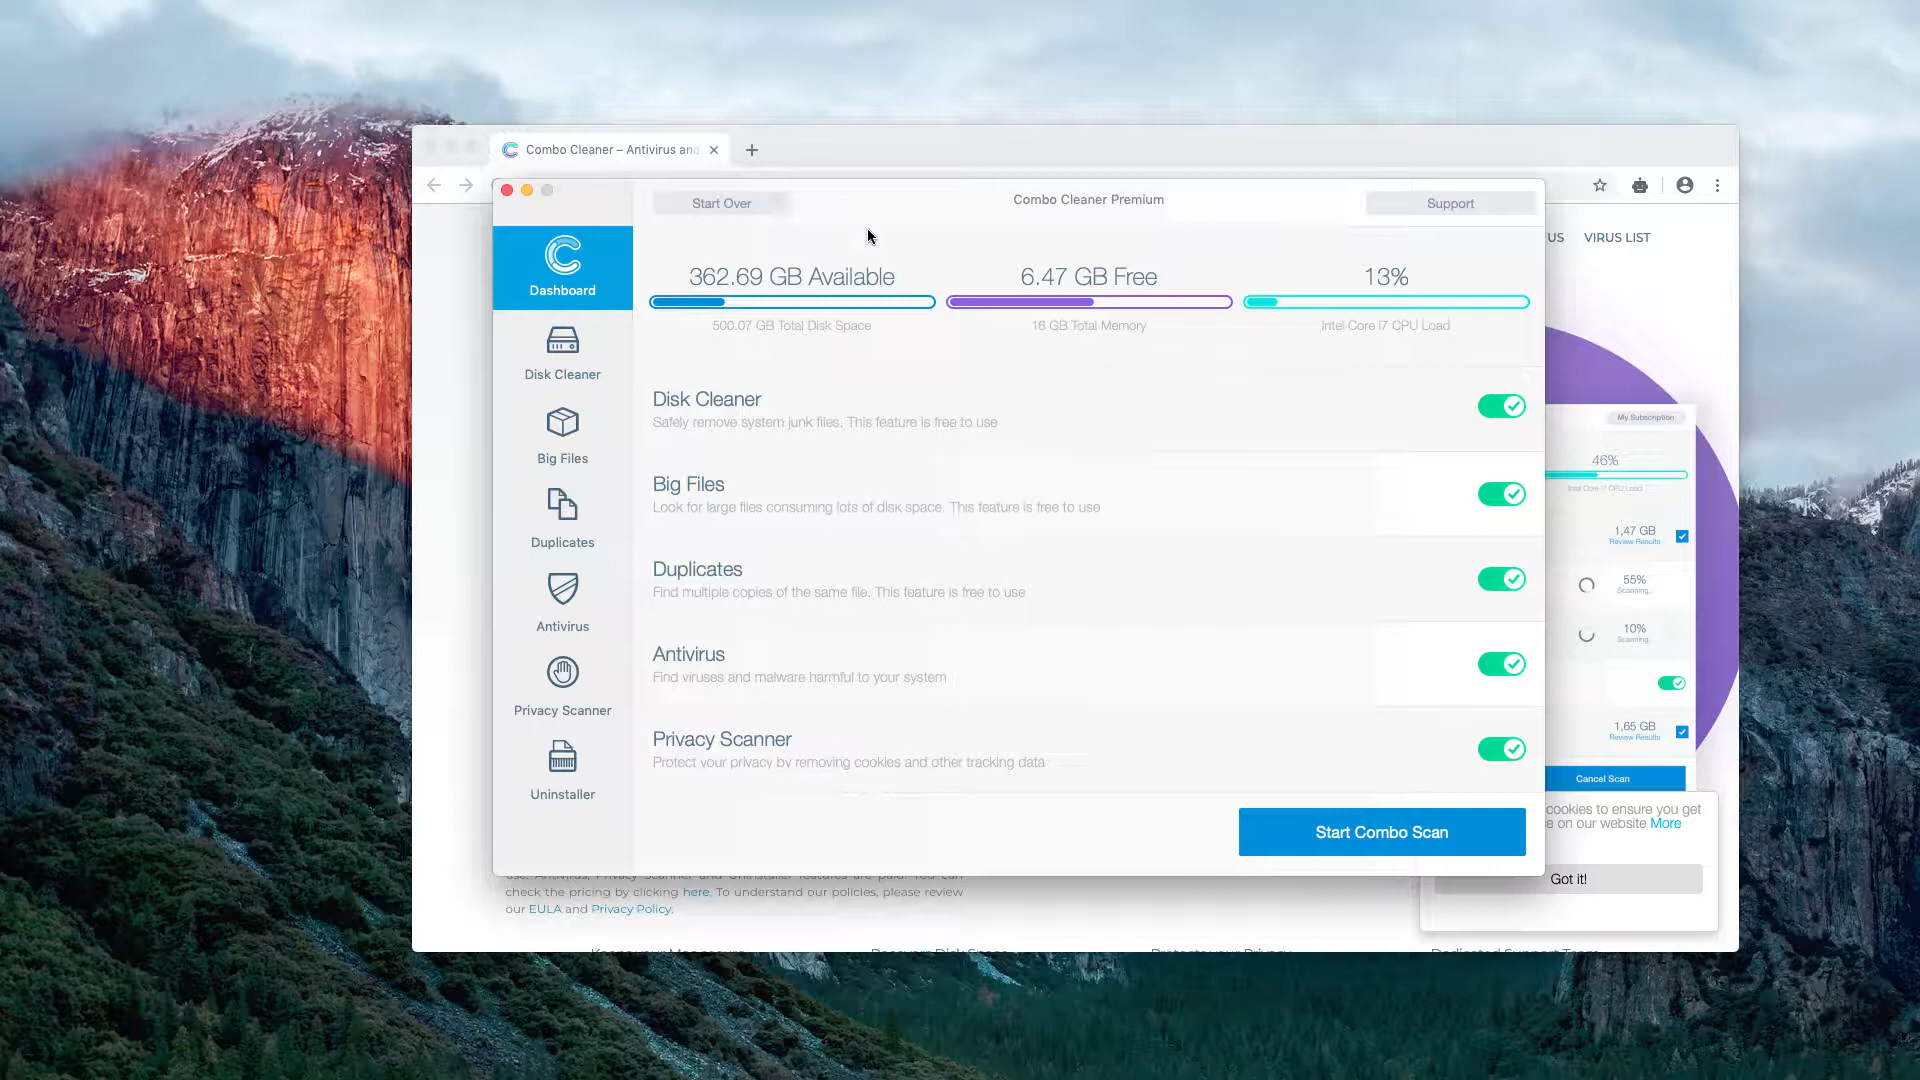 Combo Cleaner – Antivirus and
Start Over
Combo Cleaner Premium
Support
US VIRUS LIST
Dashboard
Disk Cleaner
Big Files
Duplicates
Antivirus
Privacy Scanner
Uninstaller
362.69 GB Available
500.07 GB Total Disk Space
6.47 GB Free
16 GB Total Memory
13%
Intel Core i7 CPU Load
Disk Cleaner
Safely remove system junk files. This feature is free to use
Big Files
Look for large files consuming lots of disk space. This feature is free to use
Duplicates
Find multiple copies of the same file. This feature is free to use
Antivirus
Find viruses and malware harmful to your system
Privacy Scanner
Protect your privacy by removing cookies and other tracking data
Start Combo Scan
My Subscription
46%
Intel Core i7 CPU Load
1,47 GB
Review Results
55%
Scanning..
10%
Scanning..
1,65 GB
Review Results
Cancel Scan
cookies to ensure you get
e on our website More
Got it!
check the pricing by clicking here. To understand our policies, please review
our EULA and Privacy Policy.